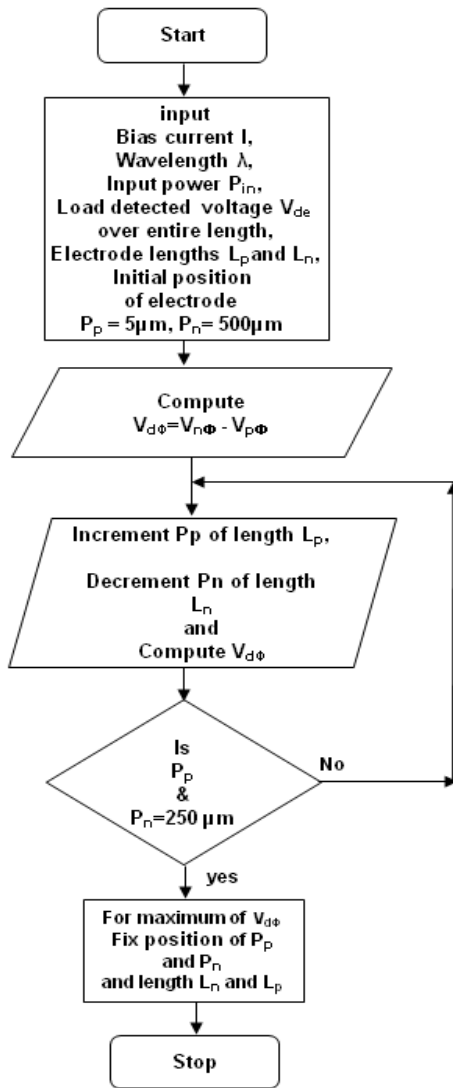 Start
input
Bias current I,
Wavelength λ,
Input power Pin,
Load detected voltage Vde
over entire length,
Electrode lengths Lp and Ln,
Initial position
of electrode
Pp = 5µm, Pn= 500µm
Compute
VdΦ=VnΦ - VpΦ
Increment Pp of length Lp,
Decrement Pn of length
Ln
and
Compute VdΦ
Is
Pp
&
Pn=250 µm
No
yes
For maximum of VdΦ
Fix position of Pp
and Pn
and length Ln and Lp
Stop